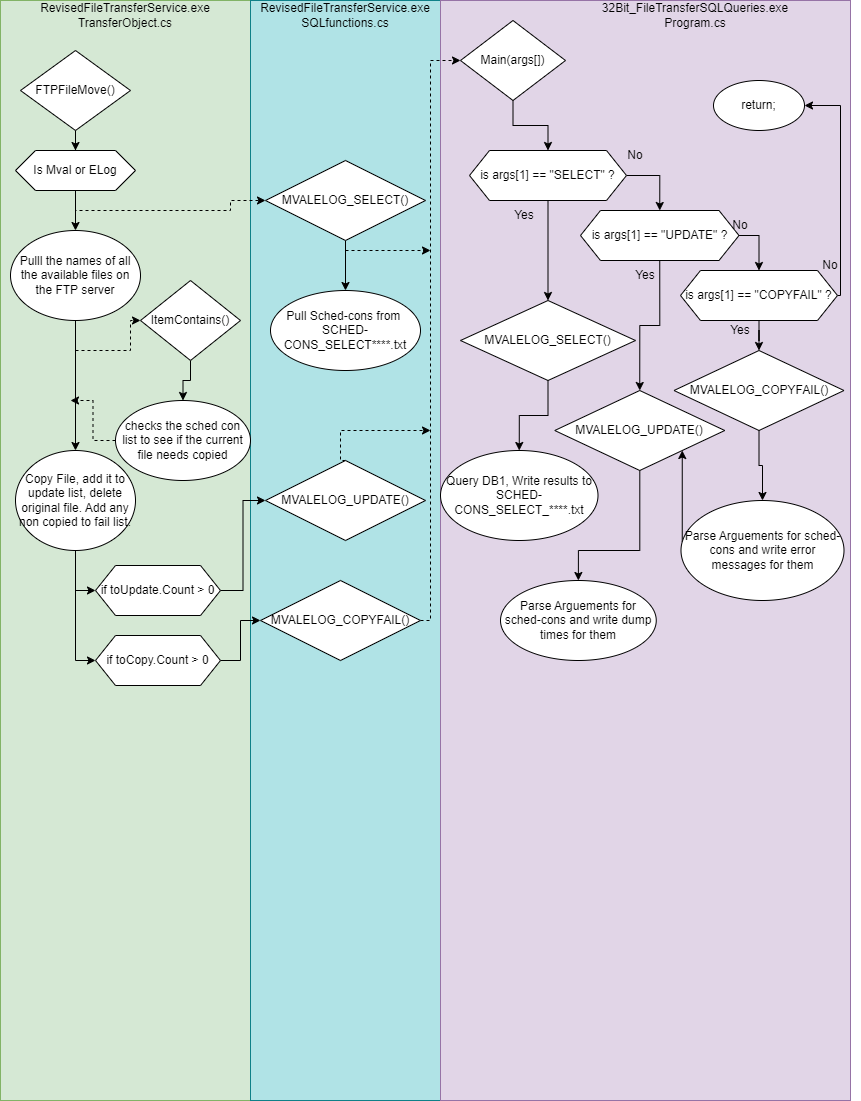 RevisedFileTransferService.exe
TransferObject.cs
FTPFileMove()
Is Mval or ELog
Pulll the names of all
the available files on
the FTP server
ItemContains()
checks the sched con
list to see if the current
file needs copied
Copy File, add it to
update list, delete
original file. Add any
non copied to fail list.
if toUpdate.Count > 0
if toCopy.Count > 0
RevisedFileTransferService.exe
SQLfunctions.cs
MVALELOG_SELECT()
Pull Sched-cons from
SCHED-
CONS_SELECT****.txt
MVALELOG_UPDATE()
MVALELOG_COPYFAIL()
32Bit_FileTransferSQLQueries.exe
Program.cs
Main(args[])
return;
is args[1] == "SELECT" ?
No
Yes
is args[1] == "UPDATE" ?
No
Yes
is args[1] == "COPYFAIL" ?
No
Yes
MVALELOG_SELECT()
MVALELOG_COPYFAIL()
MVALELOG_UPDATE()
Query DB1, Write results to
SCHED-
CONS_SELECT_****.txt
Parse Arguements for sched-
cons and write error
messages for them
Parse Arguements for
sched-cons and write dump
times for them